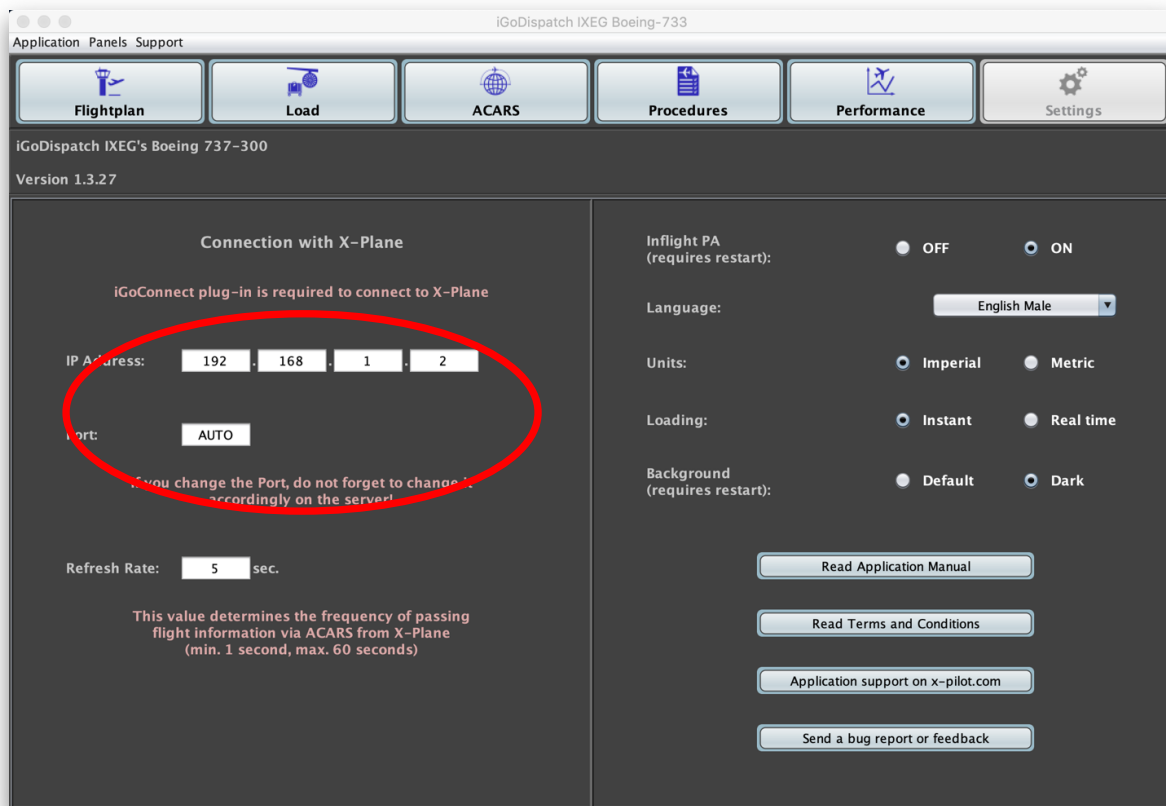 iGoDispatch IXEG Boeing-733
Application Panels Support
Flightplan
Load
ACARS
Procedures
Performance
Settings
iGoDispatch IXEG's Boeing 737-300
Version 1.3.27
Connection with X-Plane
iGoConnect plug-in is required to connect to X-Plane
IP Address: 192 . 168 . 1 . 2
Port: AUTO
If you change the Port, do not forget to change it
accordingly on the server!
Refresh Rate: 5 sec.
This value determines the frequency of passing
flight information via ACARS from X-Plane
(min. 1 second, max. 60 seconds)
Inflight PA
(requires restart): OFF ON
Language: English Male
Units: Imperial Metric
Loading: Instant Real time
Background
(requires restart): Default Dark
Read Application Manual
Read Terms and Conditions
Application support on x-pilot.com
Send a bug report or feedback